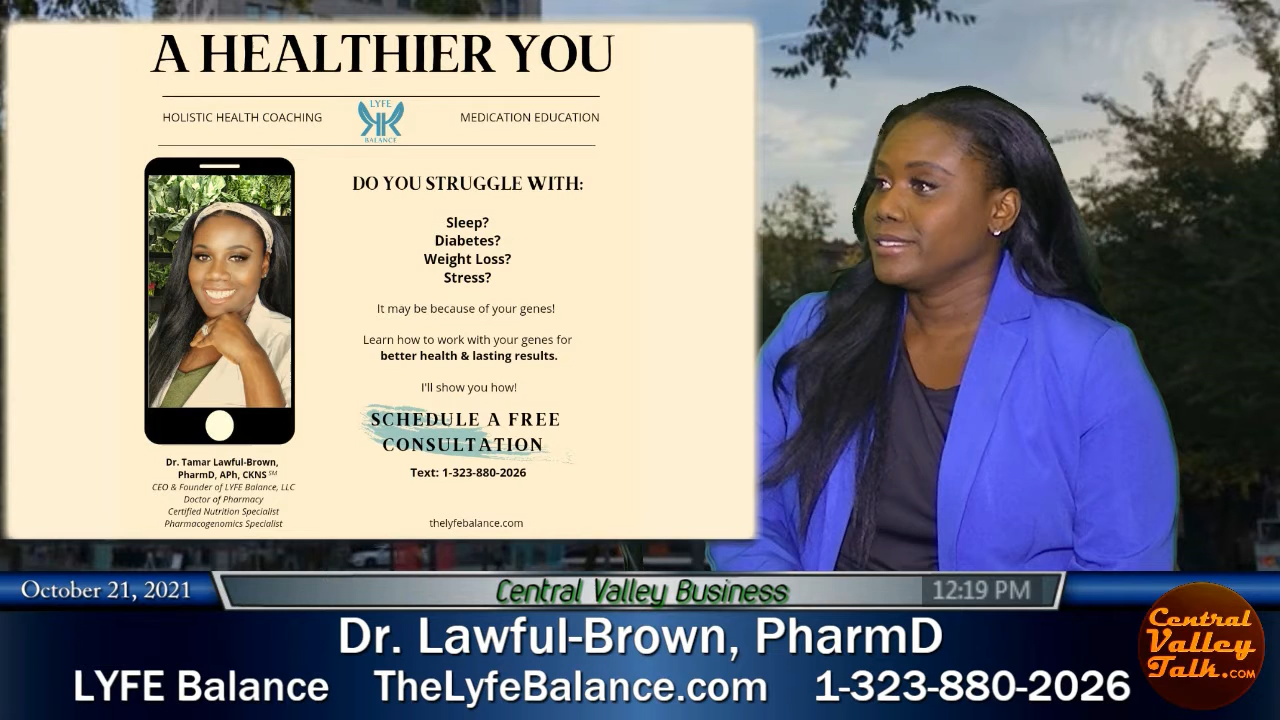 A HEALTHIER YOU
HOLISTIC HEALTH COACHING
LYFE
BALANCE
MEDICATION EDUCATION
DO YOU STRUGGLE WITH:
Sleep?
Diabetes?
Weight Loss?
Stress?
It may be because of your genes!
Learn how to work with your genes for
better health & lasting results.
I'll show you how!
SCHEDULE A FREE
CONSULTATION
Text: 1-323-880-2026
thelyfebalance.com
Dr. Tamar Lawful-Brown,
PharmD, APh, CKNS SM
CEO & Founder of LYFE Balance, LLC
Doctor of Pharmacy
Certified Nutrition Specialist
Pharmacogenomics Specialist
October 21, 2021
Central Valley Business
12:19 PM
Dr. Lawful-Brown, PharmD
LYFE Balance TheLyfeBalance.com 1-323-880-2026
Central
Valley
Talk.COM